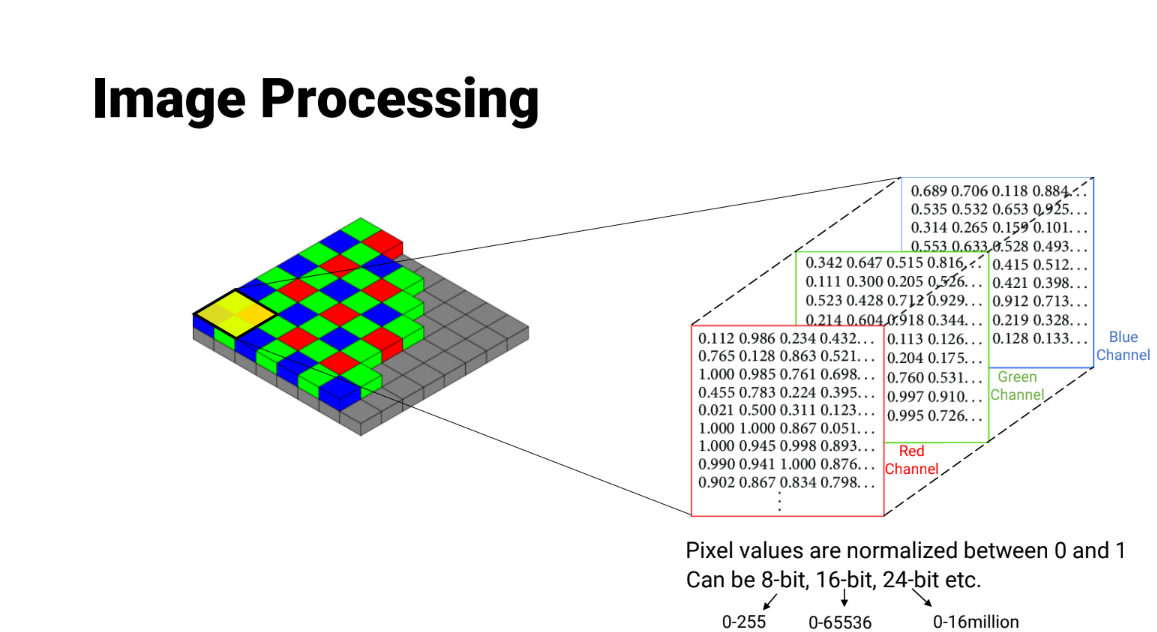 Image Processing
0.689 0.706 0.118 0.884...
0.535 0.532 0.653 0.925...
0.314 0.265 0.159 0.101...
0.553 0.633 0.528 0.493...
0.415 0.512...
0.421 0.398...
0.912 0.713...
0.219 0.328...
0.128 0.133...
Blue
Channel
0.342 0.647 0.515 0.816...
0.111 0.300 0.205 0.526...
0.523 0.428 0.712 0.929...
0.214 0.604 0.918 0.344...
0.113 0.126...
0.204 0.175...
0.760 0.531...
0.997 0.910...
0.995 0.726...
Green
Channel
0.112 0.986 0.234 0.432...
0.765 0.128 0.863 0.521...
1.000 0.985 0.761 0.698...
0.455 0.783 0.224 0.395...
0.021 0.500 0.311 0.123...
1.000 1.000 0.867 0.051...
1.000 0.945 0.998 0.893...
0.990 0.941 1.000 0.876...
0.902 0.867 0.834 0.798...
⋮
Red
Channel
Pixel values are normalized between 0 and 1
Can be 8-bit, 16-bit, 24-bit etc.
0-255 0-65536 0-16million